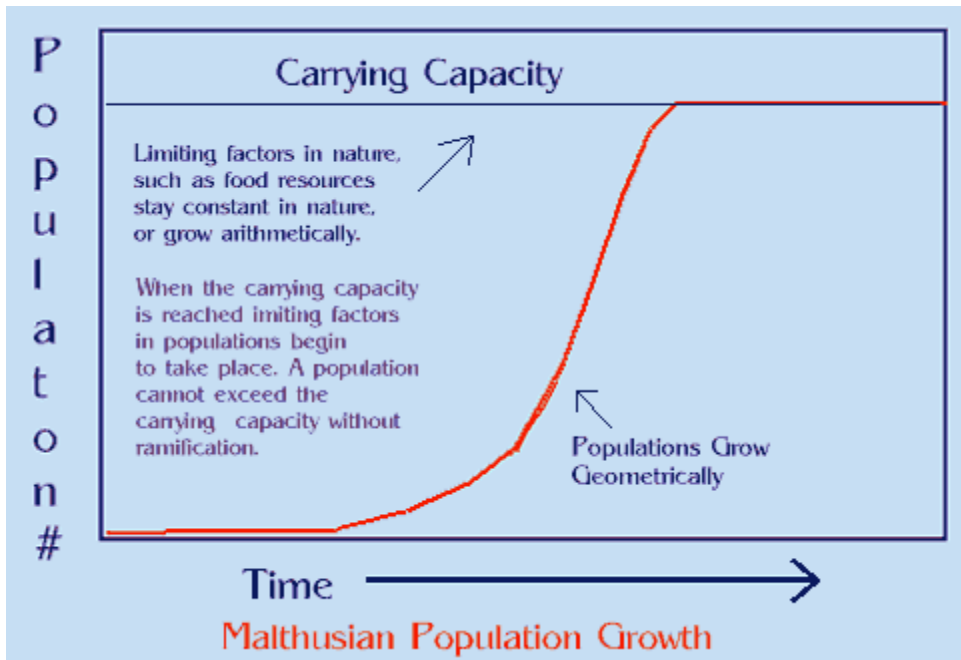 Populaton#
Carrying Capacity
Limiting factors in nature,
such as food resources
stay constant in nature,
or grow arithmetically.
When the carrying capacity
is reached imiting factors
in populations begin
to take place. A population
cannot exceed the
carrying capacity without
ramification.
Populations Grow
Geometrically
Time
Malthusian Population Growth